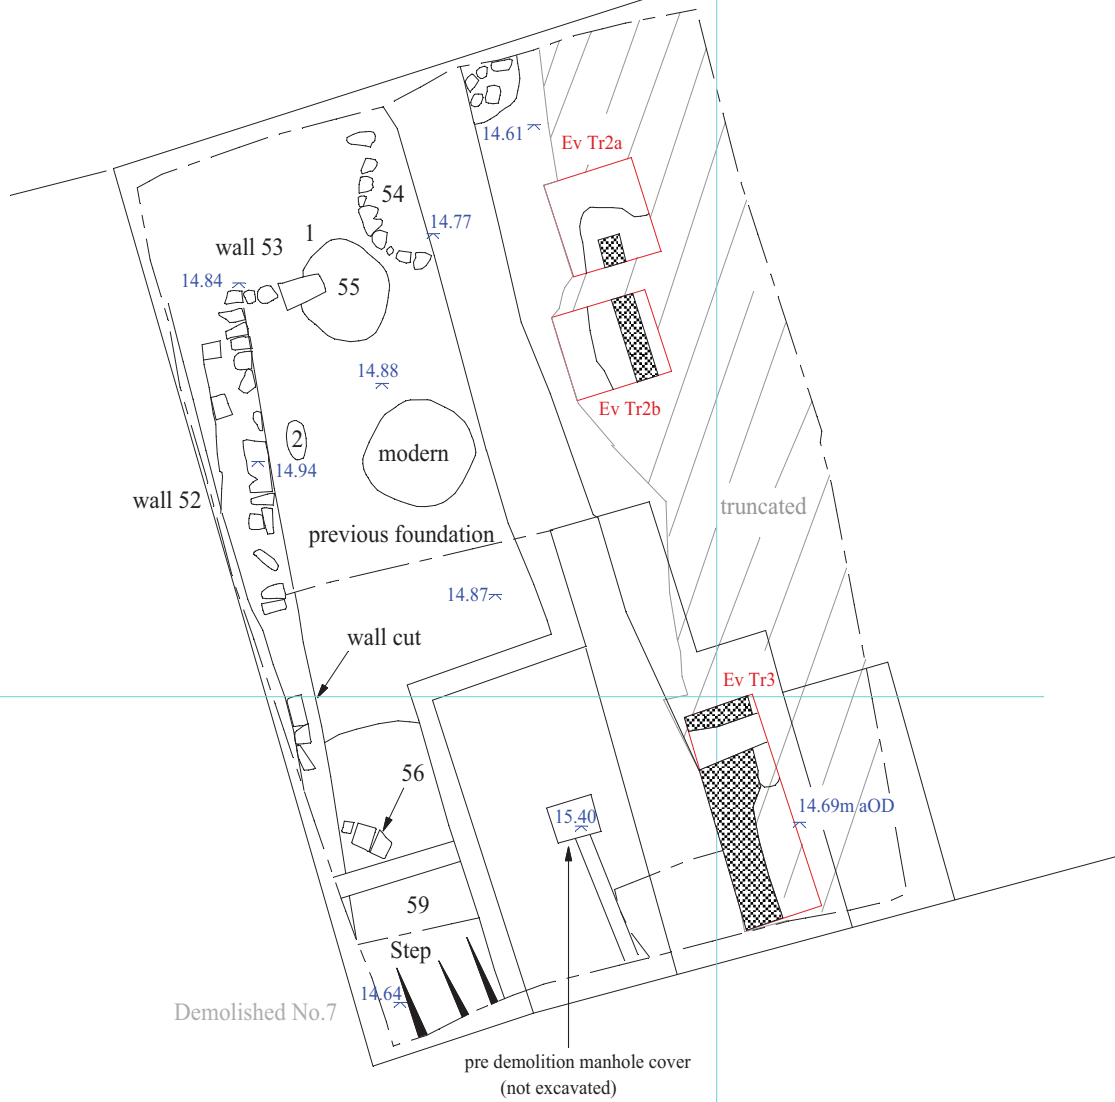 14.61
Ev Tr2a
54
14.77
1
wall 53
14.84
55
14.88
Ev Tr2b
2
modern
14.94
wall 52
truncated
previous foundation
14.87
wall cut
Ev Tr3
56
14.69m aOD
15.40
59
Step
14.64
Demolished No.7
pre demolition manhole cover
(not excavated)